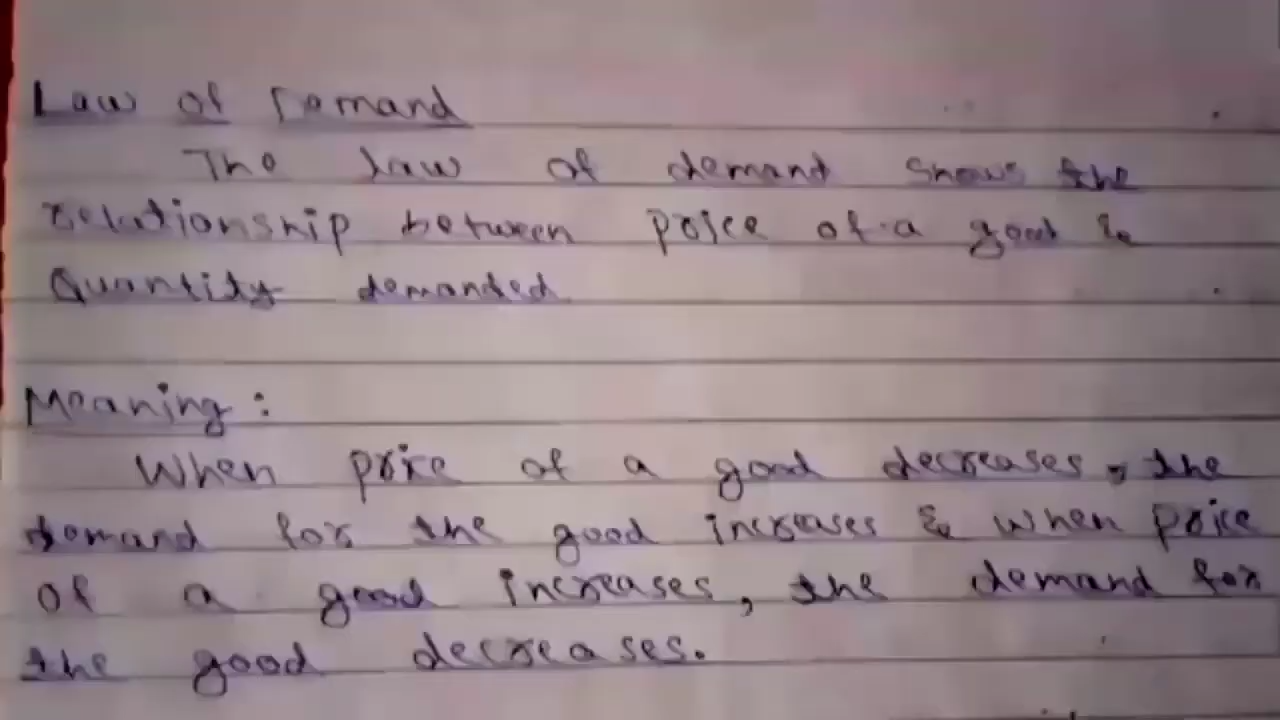 Law of Demand
The law of demand shows the
relationship between price of a good &
Quantity demanded
Meaning:
When price of a good decreases, the
demand for the good increases & when price
of a good increases, the demand for
the good decreases.